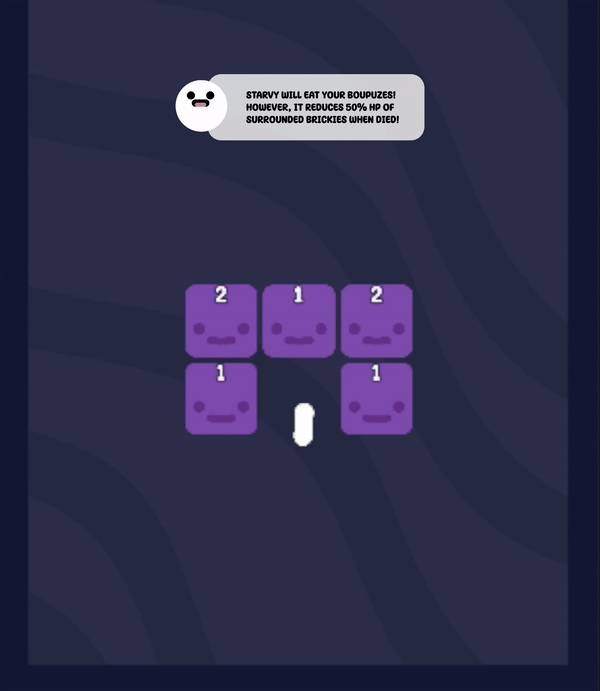 STARVY WILL EAT YOUR BOUPUZES!
HOWEVER, IT REDUCES 50% HP OF
SURROUNDED BRICKIES WHEN DIED!
2 1 2
1 1